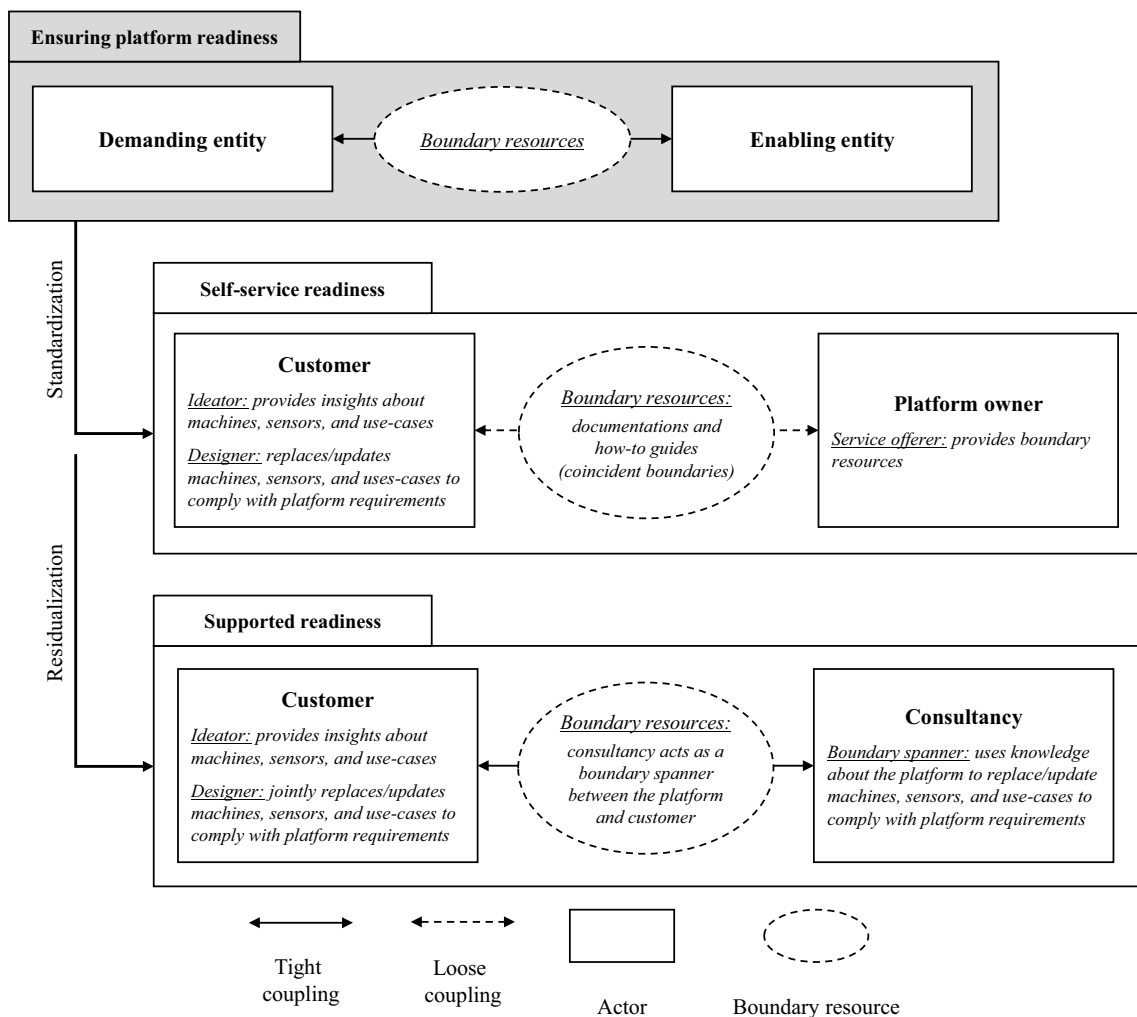 Ensuring platform readiness
Demanding entity
Boundary resources
Enabling entity
Standardization
Self-service readiness
Customer
Ideator: provides insights about
machines, sensors, and use-cases
Designer: replaces/updates
machines, sensors, and uses-cases to
comply with platform requirements
Boundary resources:
documentations and
how-to guides
(coincident boundaries)
Platform owner
Service offerer: provides boundary
resources
Residualization
Supported readiness
Customer
Ideator: provides insights about
machines, sensors, and use-cases
Designer: jointly replaces/updates
machines, sensors, and use-cases to
comply with platform requirements
Boundary resources:
consultancy acts as a
boundary spanner
between the platform
and customer
Consultancy
Boundary spanner: uses knowledge
about the platform to replace/update
machines, sensors, and use-cases to
comply with platform requirements
Tight
coupling
Loose
coupling
Actor
Boundary resource